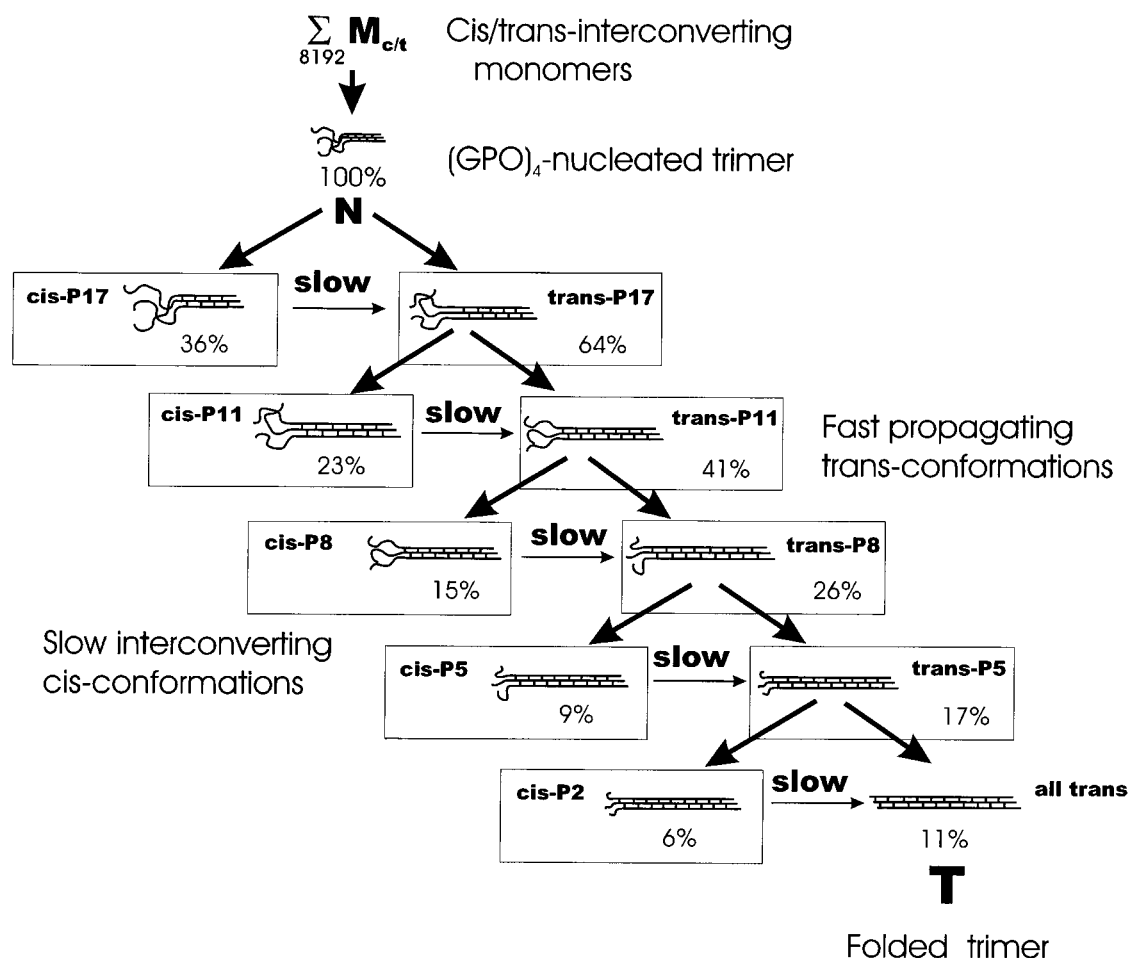 Σ M c/t Cis/trans-interconverting
8192 monomers
(GPO)₄-nucleated trimer
100%
N
cis-P17 slow trans-P17
36% 64%
cis-P11 slow trans-P11
23% 41%
Fast propagating
trans-conformations
cis-P8 slow trans-P8
15% 26%
Slow interconverting
cis-conformations
cis-P5 slow trans-P5
9% 17%
cis-P2 slow all trans
6% 11%
T
Folded trimer